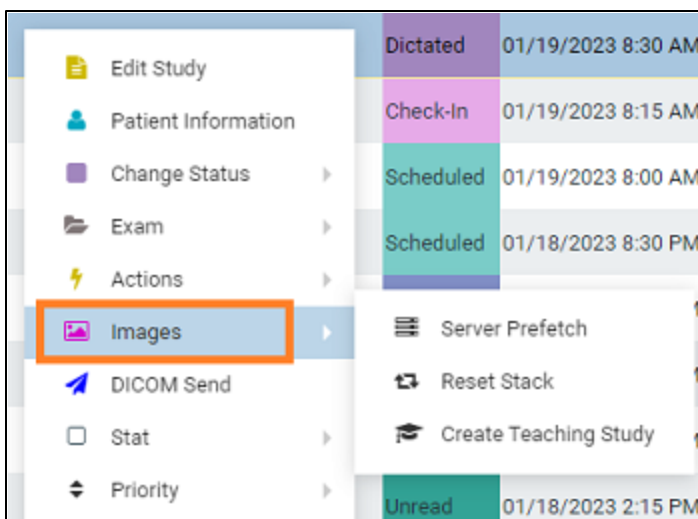 Edit Study
Patient Information
Change Status
Exam
Actions
Images
DICOM Send
Stat
Priority
Server Prefetch
Reset Stack
Create Teaching Study
Dictated 01/19/2023 8:30 AM
Check-In 01/19/2023 8:15 AM
Scheduled 01/19/2023 8:00 AM
Scheduled 01/18/2023 8:30 PM
Unread 01/18/2023 2:15 PM